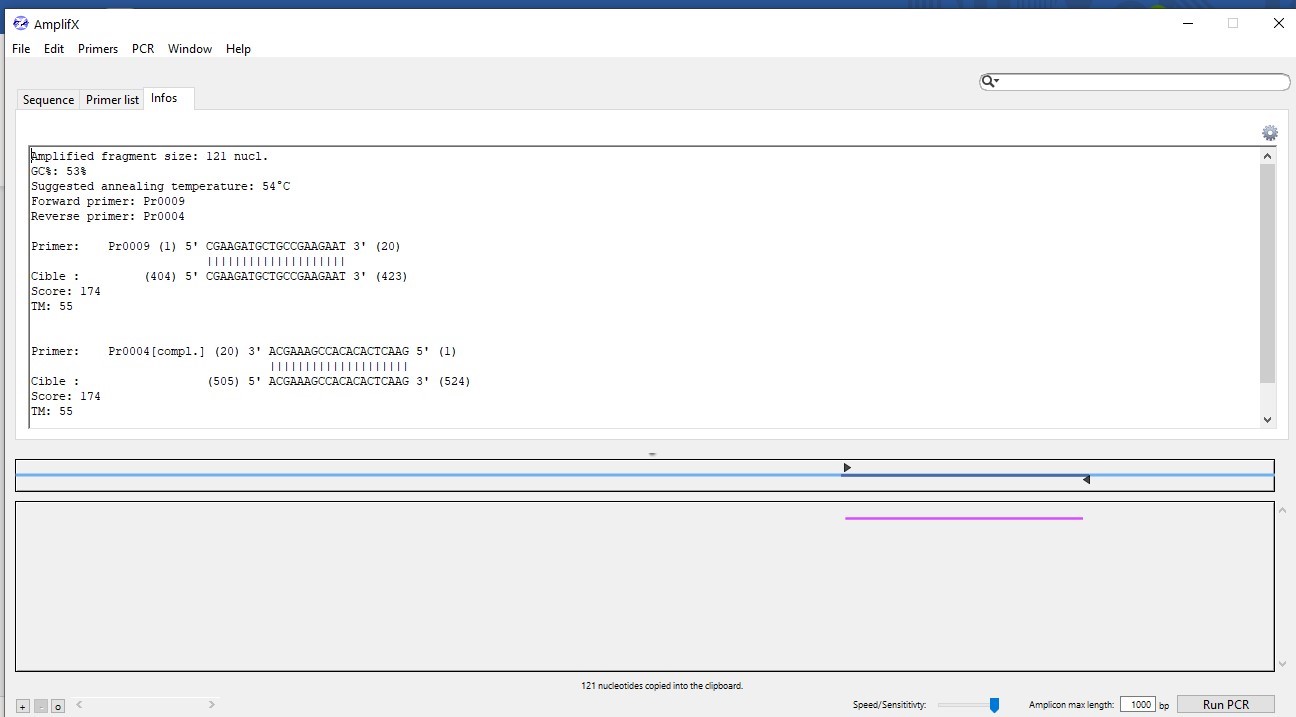 AmplifX
File Edit Primers PCR Window Help
Sequence Primer list Infos
Amplified fragment size: 121 nucl.
GC%: 53%
Suggested annealing temperature: 54°C
Forward primer: Pr0009
Reverse primer: Pr0004
Primer: Pr0009 (1) 5' CGAAGATGCTGCCGAAGAAT 3' (20)
||||||||||||||||||||
Cible : (404) 5' CGAAGATGCTGCCGAAGAAT 3' (423)
Score: 174
TM: 55
Primer: Pr0004[compl.] (20) 3' ACGAAAGCCACACACTCAAG 5' (1)
||||||||||||||||||||
Cible : (505) 5' ACGAAAGCCACACACTCAAG 3' (524)
Score: 174
TM: 55
121 nucleotides copied into the clipboard.
+ - o Speed/Sensitivity: Amplicon max length: 1000 bp Run PCR